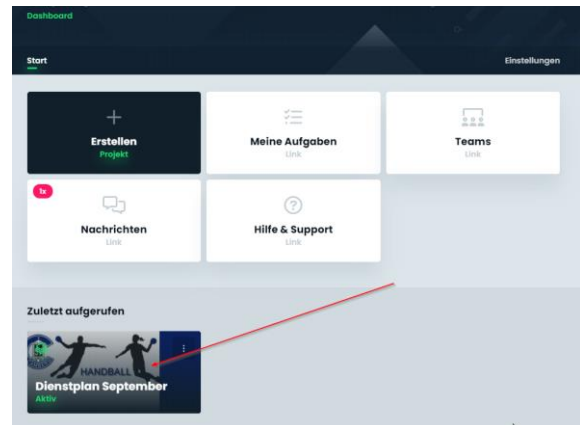 Dashboard
Start
Einstellungen
Erstellen
Projekt
Meine Aufgaben
Link
Teams
Link
1x
Nachrichten
Link
Hilfe & Support
Link
Zuletzt aufgerufen
HANDBALL
Dienstplan September
Aktiv